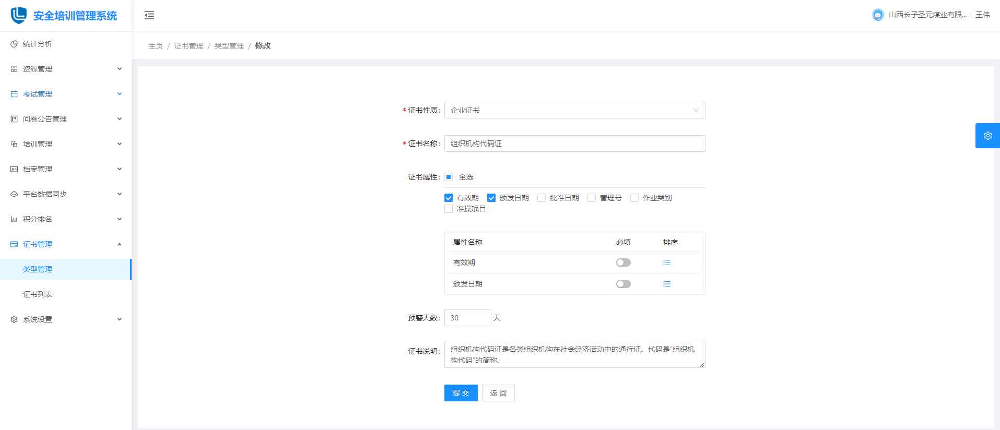 安全培训管理系统
山西长子圣元煤业有限...
王伟
统计分析
资源管理
考试管理
问卷公告管理
培训管理
档案管理
平台数据同步
积分排名
证书管理
类型管理
证书列表
系统设置
主页 / 证书管理 / 类型管理 / 修改
* 证书性质: 企业证书
* 证书名称: 组织机构代码证
证书属性: 全选
有效期 颁发日期 批准日期 管理号 作业类别
准操项目
属性名称 必填 排序
有效期
颁发日期
预警天数: 30 天
证书说明: 组织机构代码证是各类组织机构在社会经济活动中的通行证。代码是"组织机
构代码"的简称。
提 交 返 回